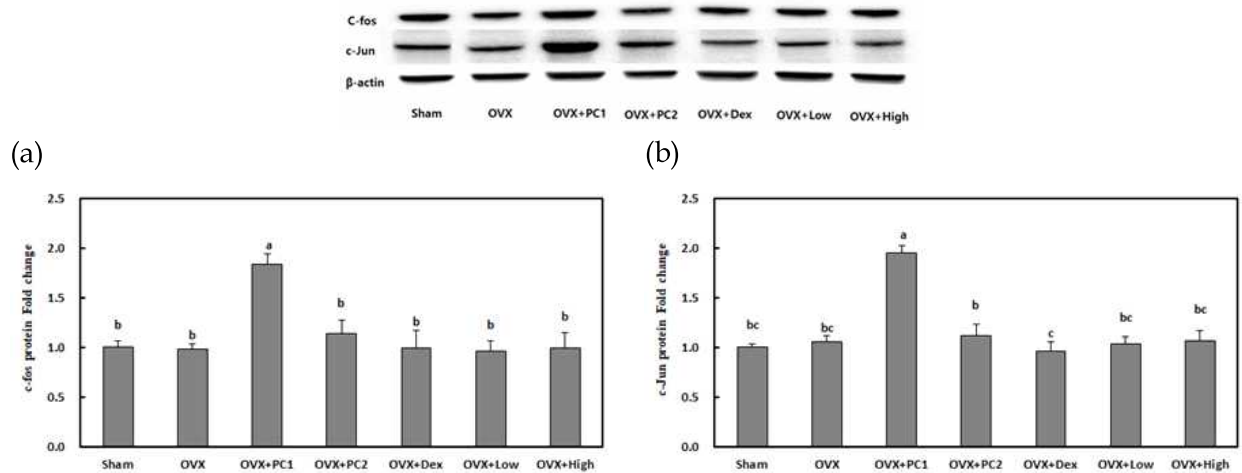 C-fos
c-Jun
β-actin
Sham OVX OVX+PC1 OVX+PC2 OVX+Dex OVX+Low OVX+High
(a)
c-fos protein Fold change
2.5
2.0
1.5
1.0
0.5
0.0
b b a b b b b
Sham OVX OVX+PC1 OVX+PC2 OVX+Dex OVX+Low OVX+High
(b)
c-Jun protein Fold change
2.5
2.0
1.5
1.0
0.5
0.0
bc bc a b c bc bc
Sham OVX OVX+PC1 OVX+PC2 OVX+Dex OVX+Low OVX+High